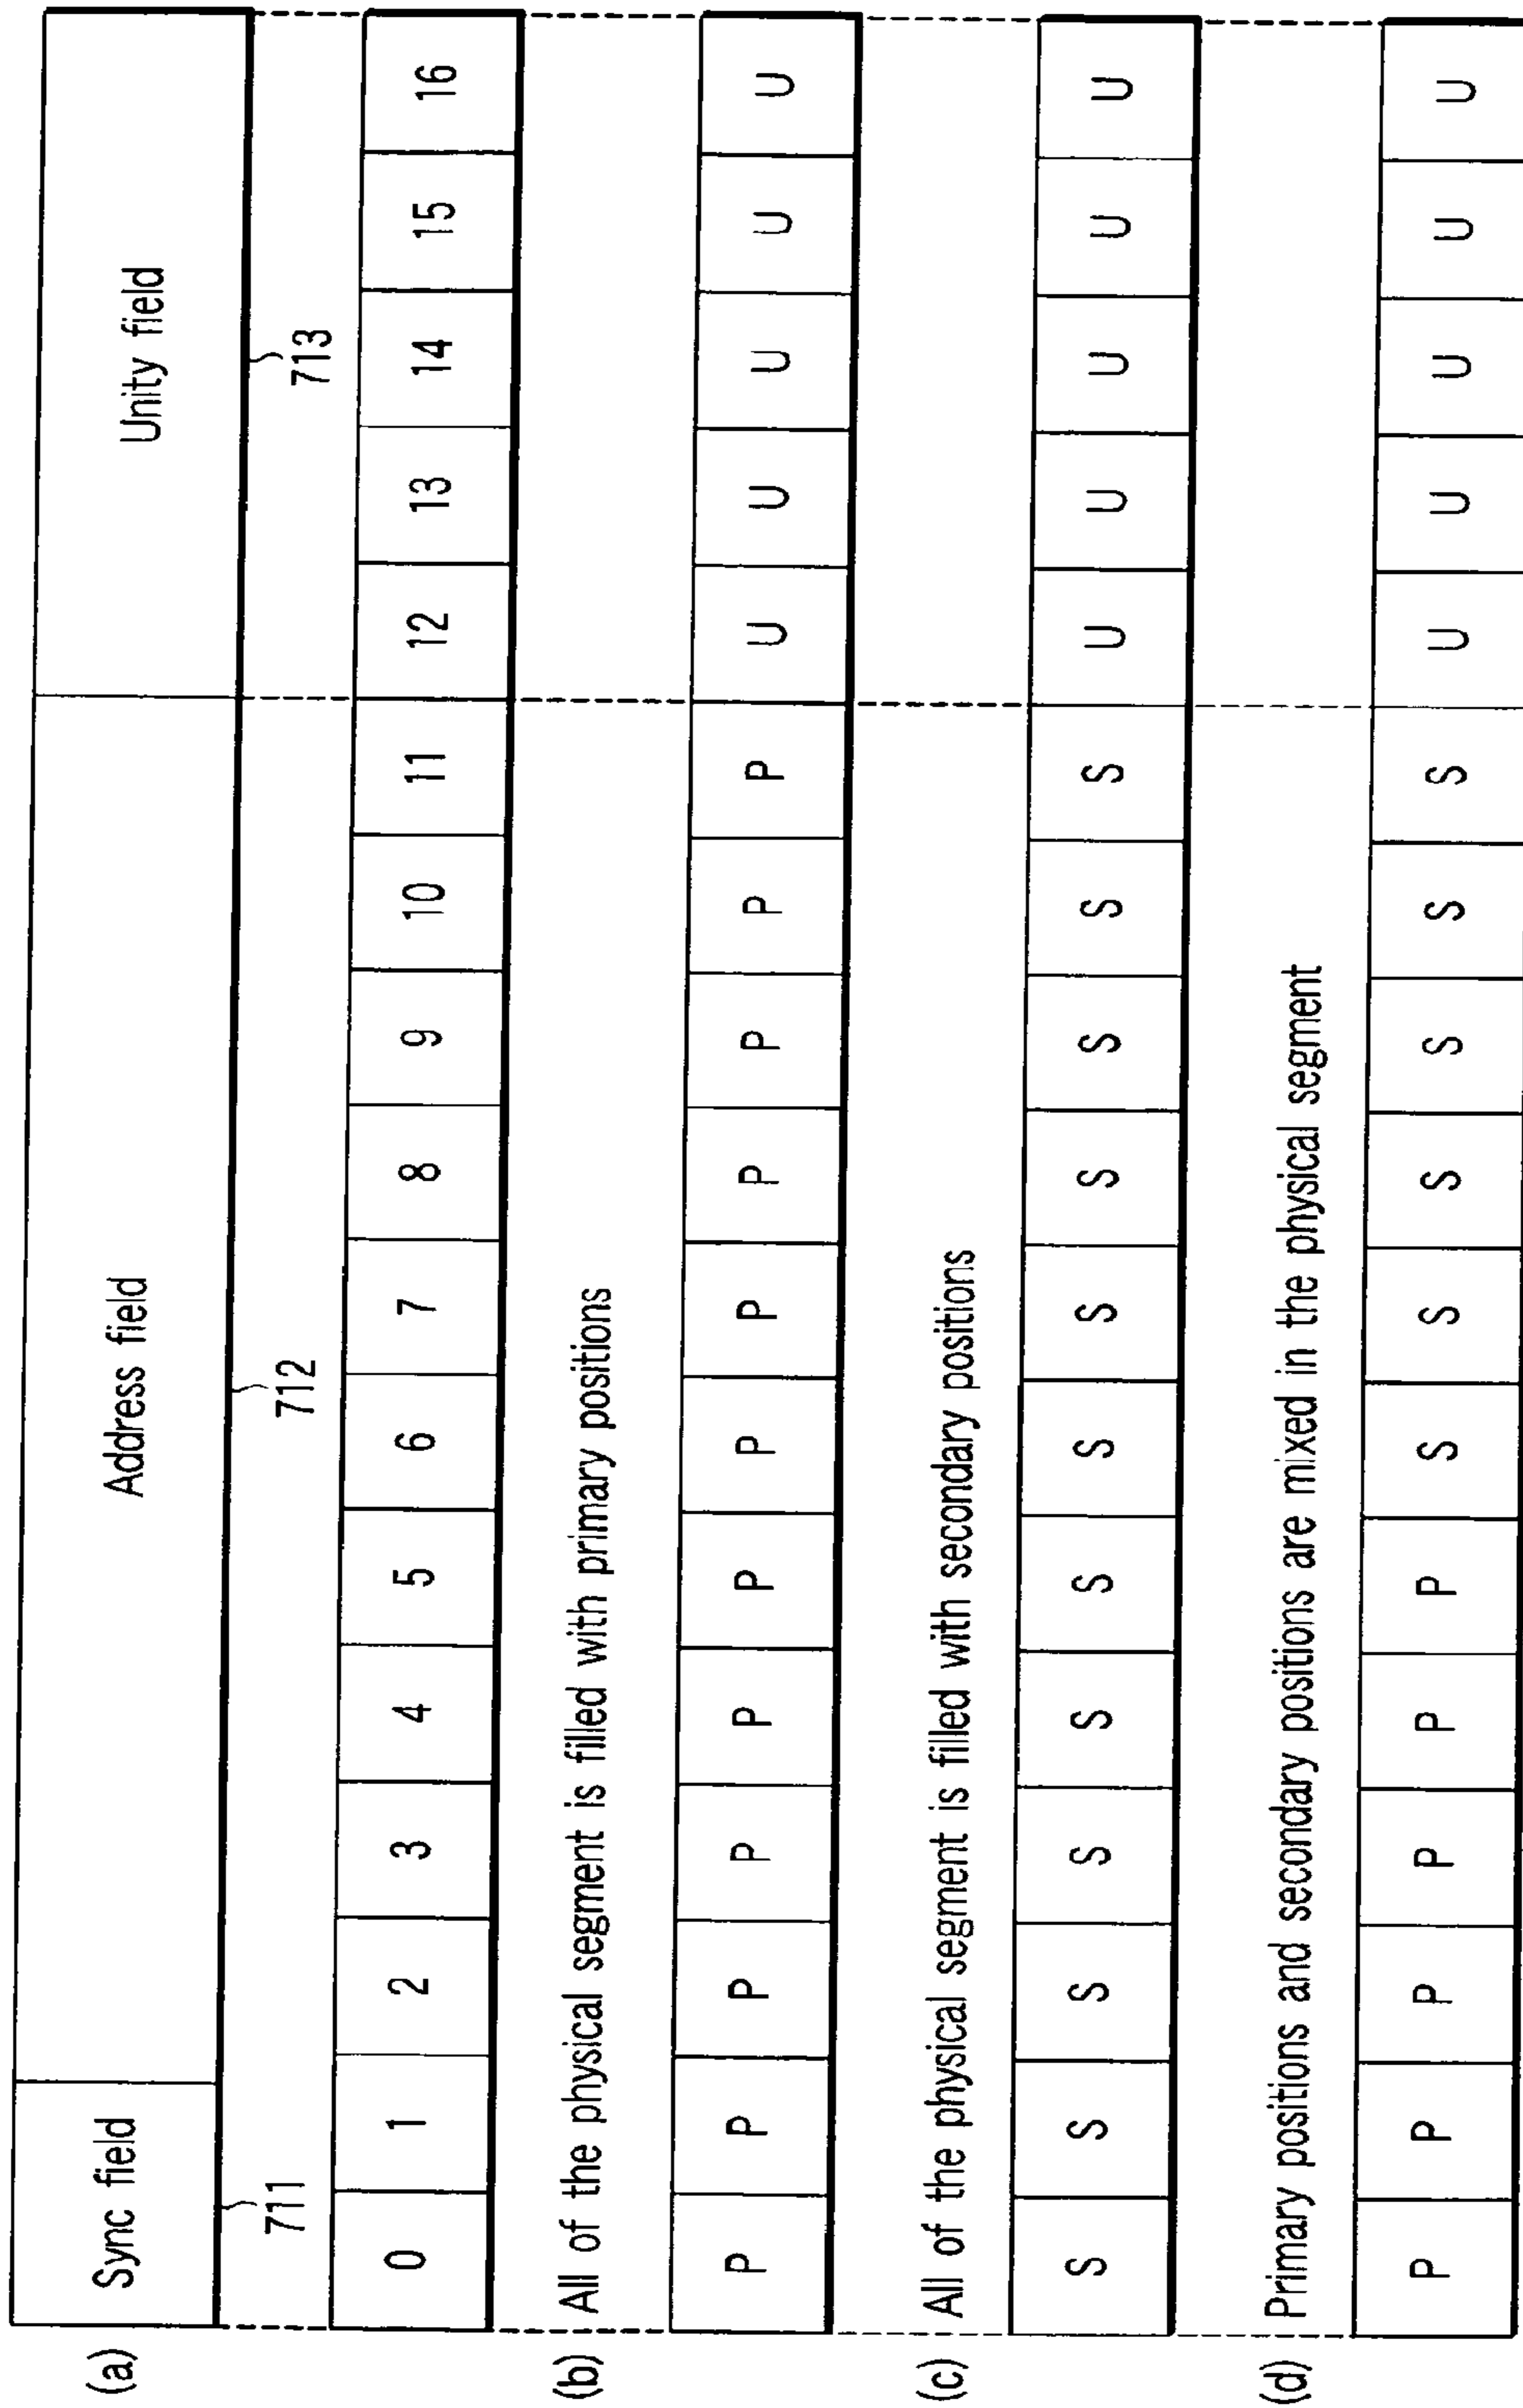 (a)
Sync field Address field Unity field
711 712 713
0 1 2 3 4 5 6 7 8 9 10 11 12 13 14 15 16
(b) All of the physical segment is filled with primary positions
P P P P P P P P P P P P U U U U U
(c) All of the physical segment is filled with secondary positions
S S S S S S S S S S S S U U U U U
(d) Primary positions and secondary positions are mixed in the physical segment
P P P P P P S S S S S S U U U U U